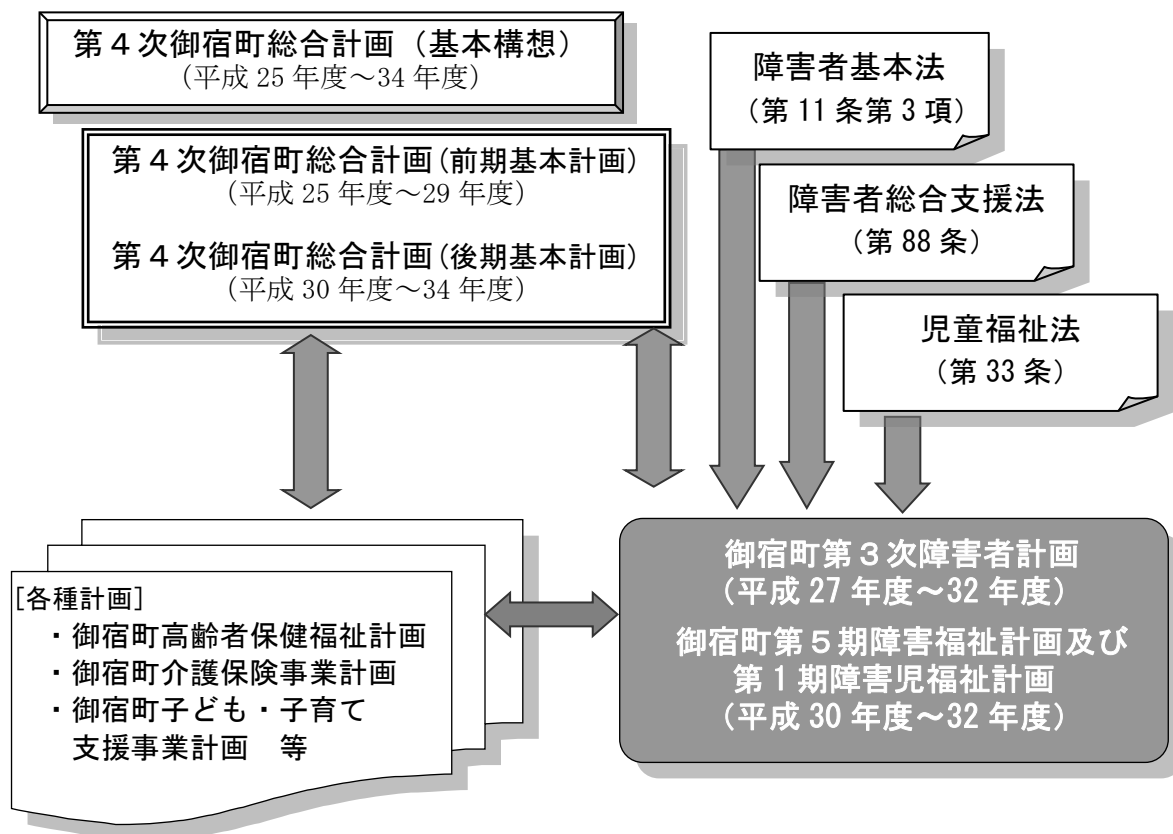 第４次御宿町総合計画（基本構想）
（平成 25 年度～34 年度）
第４次御宿町総合計画(前期基本計画)
（平成 25 年度～29 年度）
第４次御宿町総合計画(後期基本計画)
（平成 30 年度～34 年度）
障害者基本法
（第 11 条第 3 項）
障害者総合支援法
（第 88 条）
児童福祉法
（第 33 条）
[各種計画]
・御宿町高齢者保健福祉計画
・御宿町介護保険事業計画
・御宿町子ども・子育て
支援事業計画　等
御宿町第３次障害者計画
（平成 27 年度～32 年度）
御宿町第５期障害福祉計画及び
第１期障害児福祉計画
（平成 30 年度～32 年度）